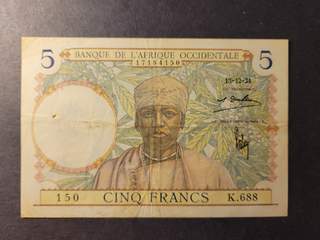 5 BANQUE DE L'AFRIQUE OCCIDENTALE 5
17184150
150 CINQ FRANCS K.688